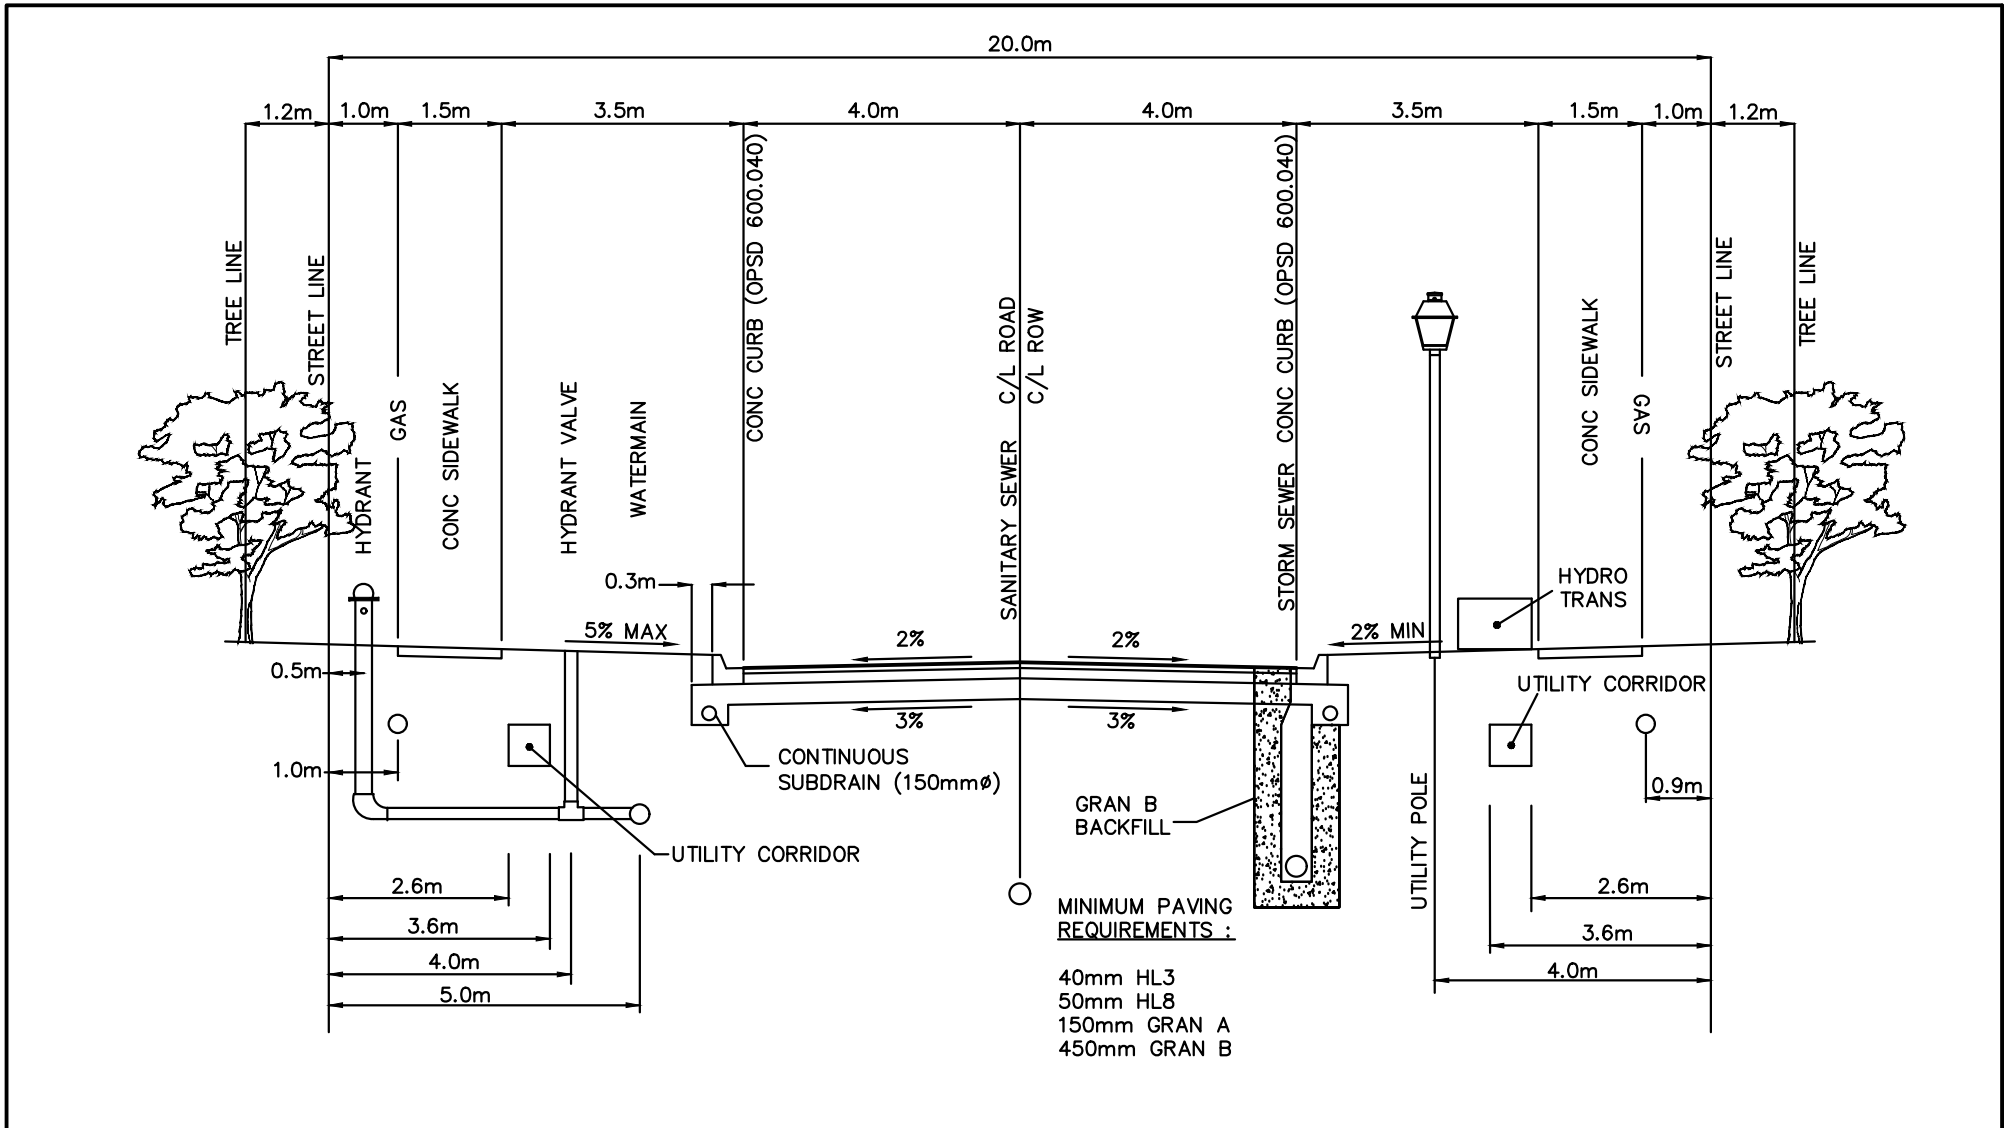 20.0m
1.2m
1.0m
1.5m
3.5m
4.0m
4.0m
3.5m
1.5m
1.0m
1.2m
TREE LINE
STREET LINE
HYDRANT
GAS
CONC SIDEWALK
HYDRANT VALVE
WATERMAIN
CONC CURB (OPSD 600.040)
SANITARY SEWER C/L ROAD
C/L ROW
STORM SEWER CONC CURB (OPSD 600.040)
CONC SIDEWALK
GAS
STREET LINE
TREE LINE
0.3m
HYDRO
TRANS
5% MAX
2%
2%
2% MIN
0.5m
UTILITY CORRIDOR
3%
3%
CONTINUOUS
SUBDRAIN (150mmø)
1.0m
0.9m
GRAN B
BACKFILL
UTILITY POLE
UTILITY CORRIDOR
2.6m
2.6m
3.6m
3.6m
4.0m
4.0m
5.0m
MINIMUM PAVING
REQUIREMENTS :
40mm HL3
50mm HL8
150mm GRAN A
450mm GRAN B